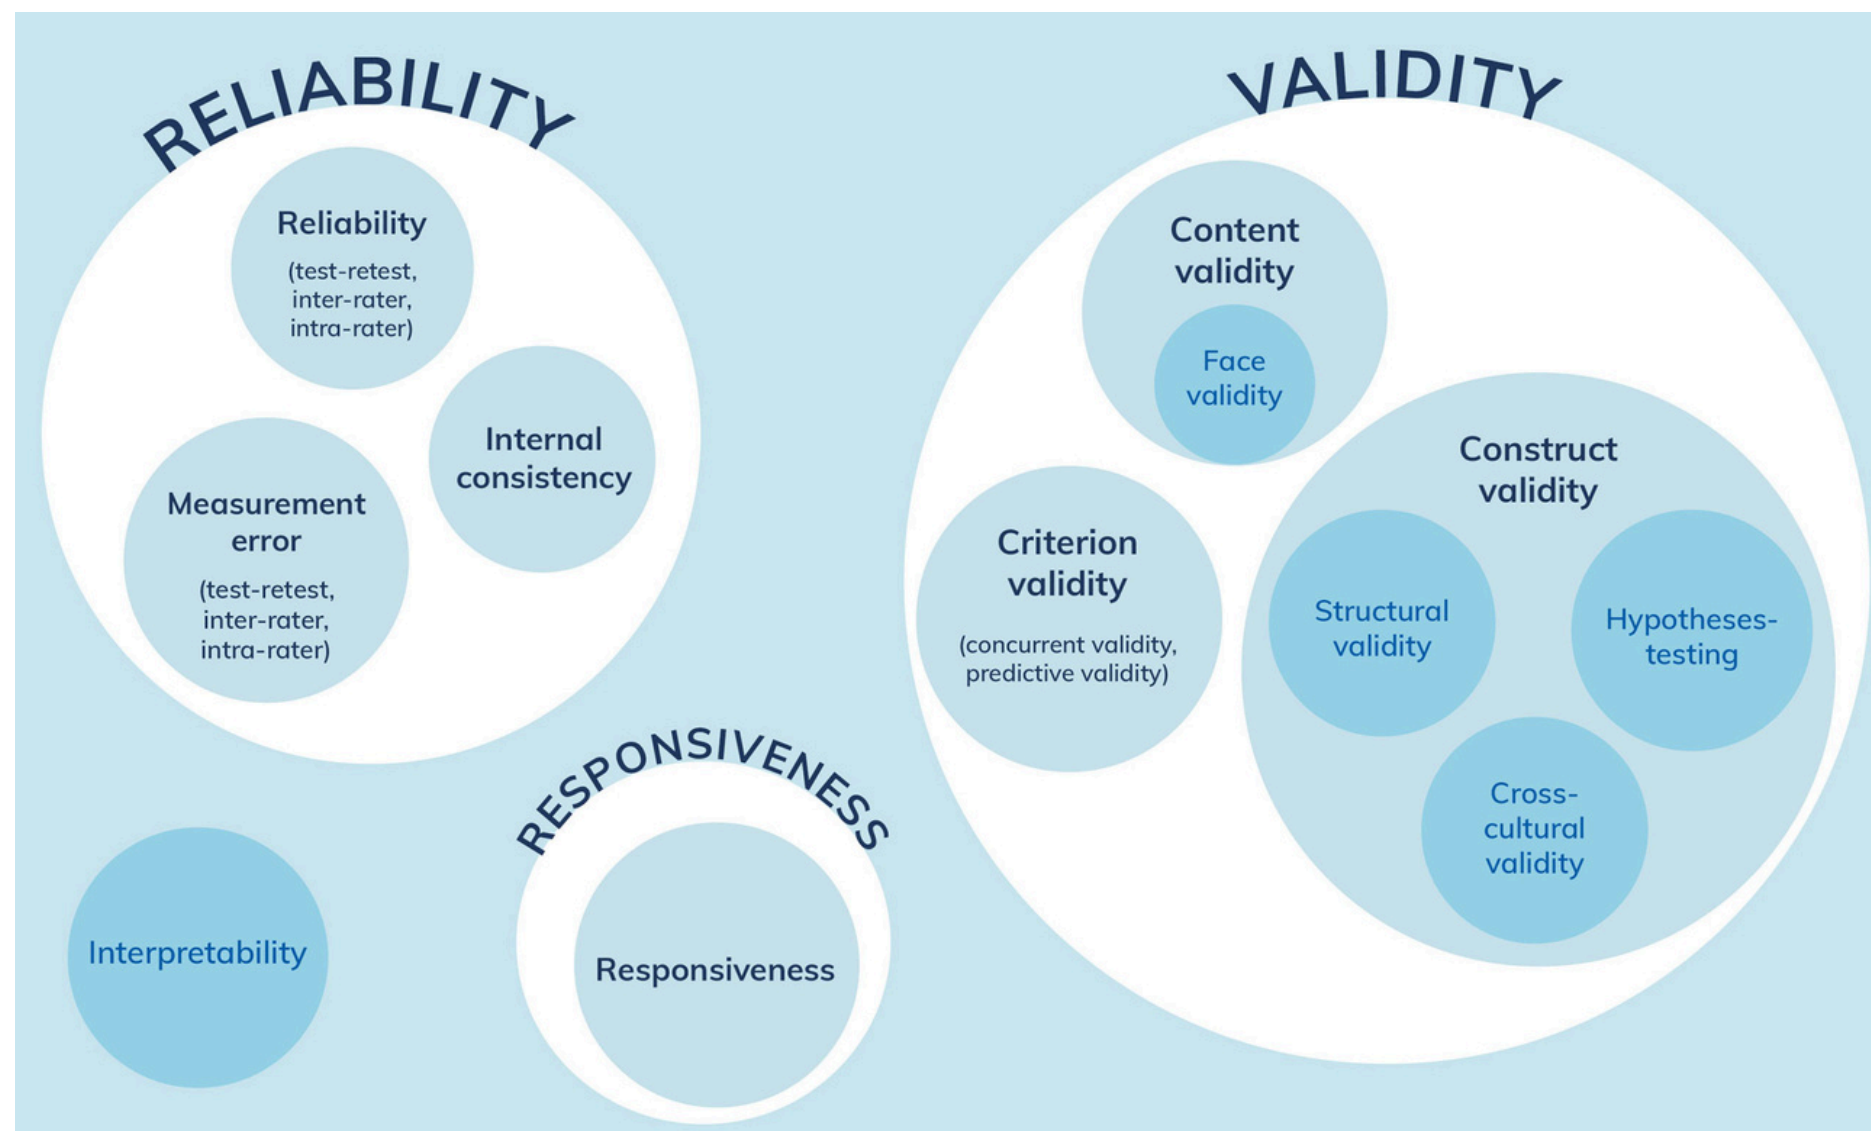 RELIABILITY
Reliability
(test-retest,
inter-rater,
intra-rater)
Internal
consistency
Measurement
error
(test-retest,
inter-rater,
intra-rater)
VALIDITY
Content
validity
Face
validity
Criterion
validity
(concurrent validity,
predictive validity)
Construct
validity
Structural
validity
Hypotheses-
testing
Cross-
cultural
validity
RESPONSIVENESS
Responsiveness
Interpretability